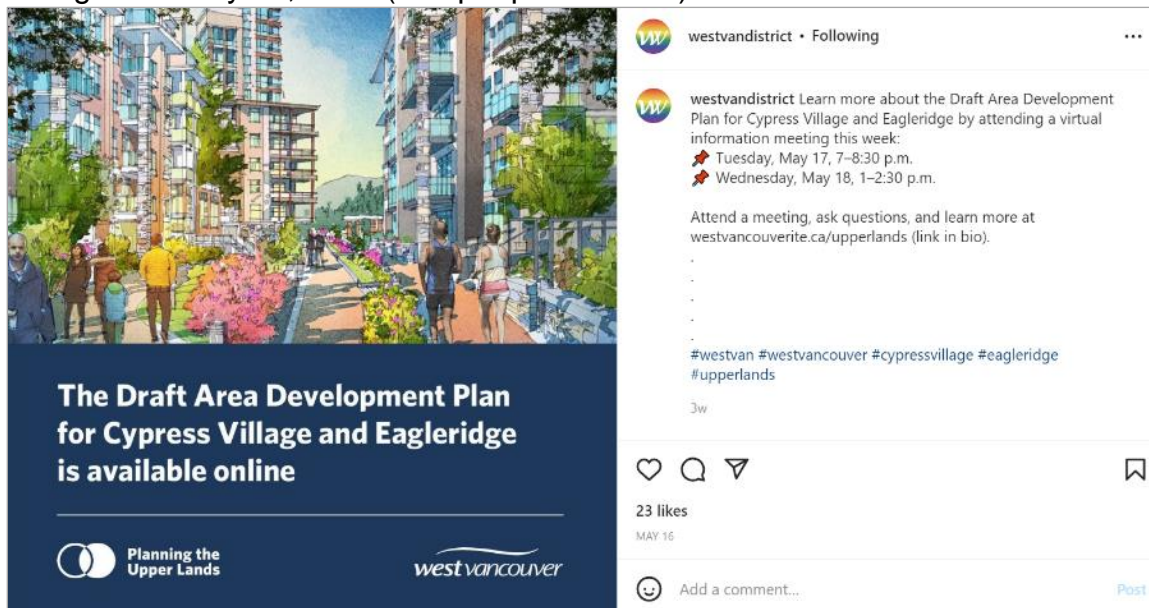 The Draft Area Development Plan
for Cypress Village and Eagleridge
is available online
Planning the
Upper Lands
westvancouver
westvandistrict • Following
westvandistrict Learn more about the Draft Area Development
Plan for Cypress Village and Eagleridge by attending a virtual
information meeting this week:
📌 Tuesday, May 17, 7–8:30 p.m.
📌 Wednesday, May 18, 1–2:30 p.m.
Attend a meeting, ask questions, and learn more at
westvancouverite.ca/upperlands (link in bio).
.
.
.
.
.
#westvan #westvancouver #cypressvillage #eagleridge
#upperlands
3w
23 likes
MAY 16
Add a comment...
Post